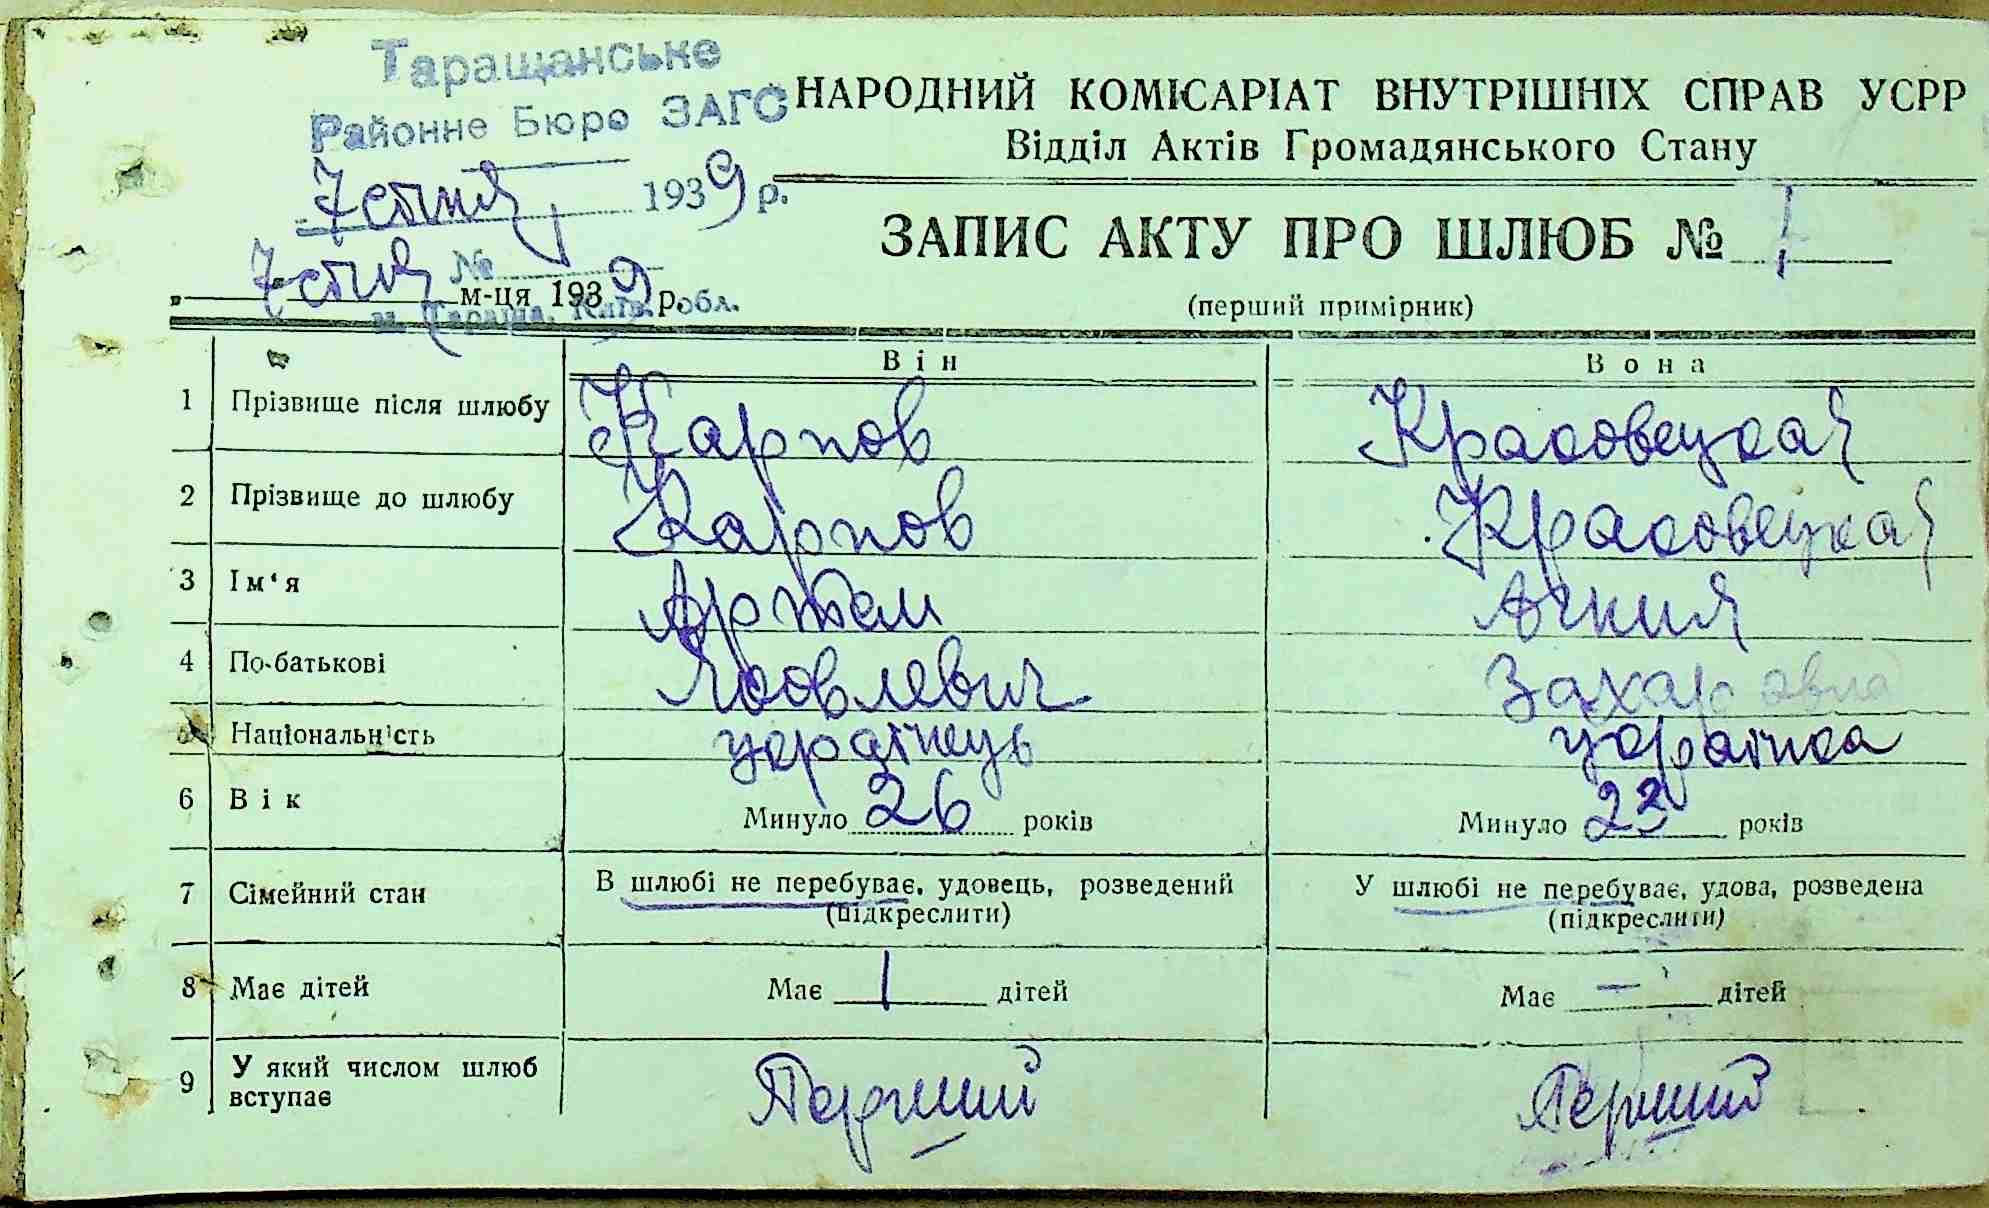 Таращанське
Районне Бюро ЗАГС
7 січня 1939 р.
№
м. Тараща, Київ. обл.
7 січня м-ця 1939 р.
НАРОДНИЙ КОМІСАРІАТ ВНУТРІШНІХ СПРАВ УСРР
Відділ Актів Громадянського Стану
ЗАПИС АКТУ ПРО ШЛЮБ № 1
(перший примірник)
Він Вона
1 Прізвище після шлюбу Карпов Красовецкая
2 Прізвище до шлюбу Карпов Красовецкая
3 Ім‘я Артем Агния
4 По-батькові Яковлевич Захаровна
5 Національність українець українка
6 Вік Минуло 26 років Минуло 23 років
7 Сімейний стан В шлюбі не перебуває, удовець, розведений У шлюбі не перебуває, удова, розведена
(підкреслити) (підкреслити)
8 Має дітей Має 1 дітей Має — дітей
9 У який числом шлюб вступає Перший Перший